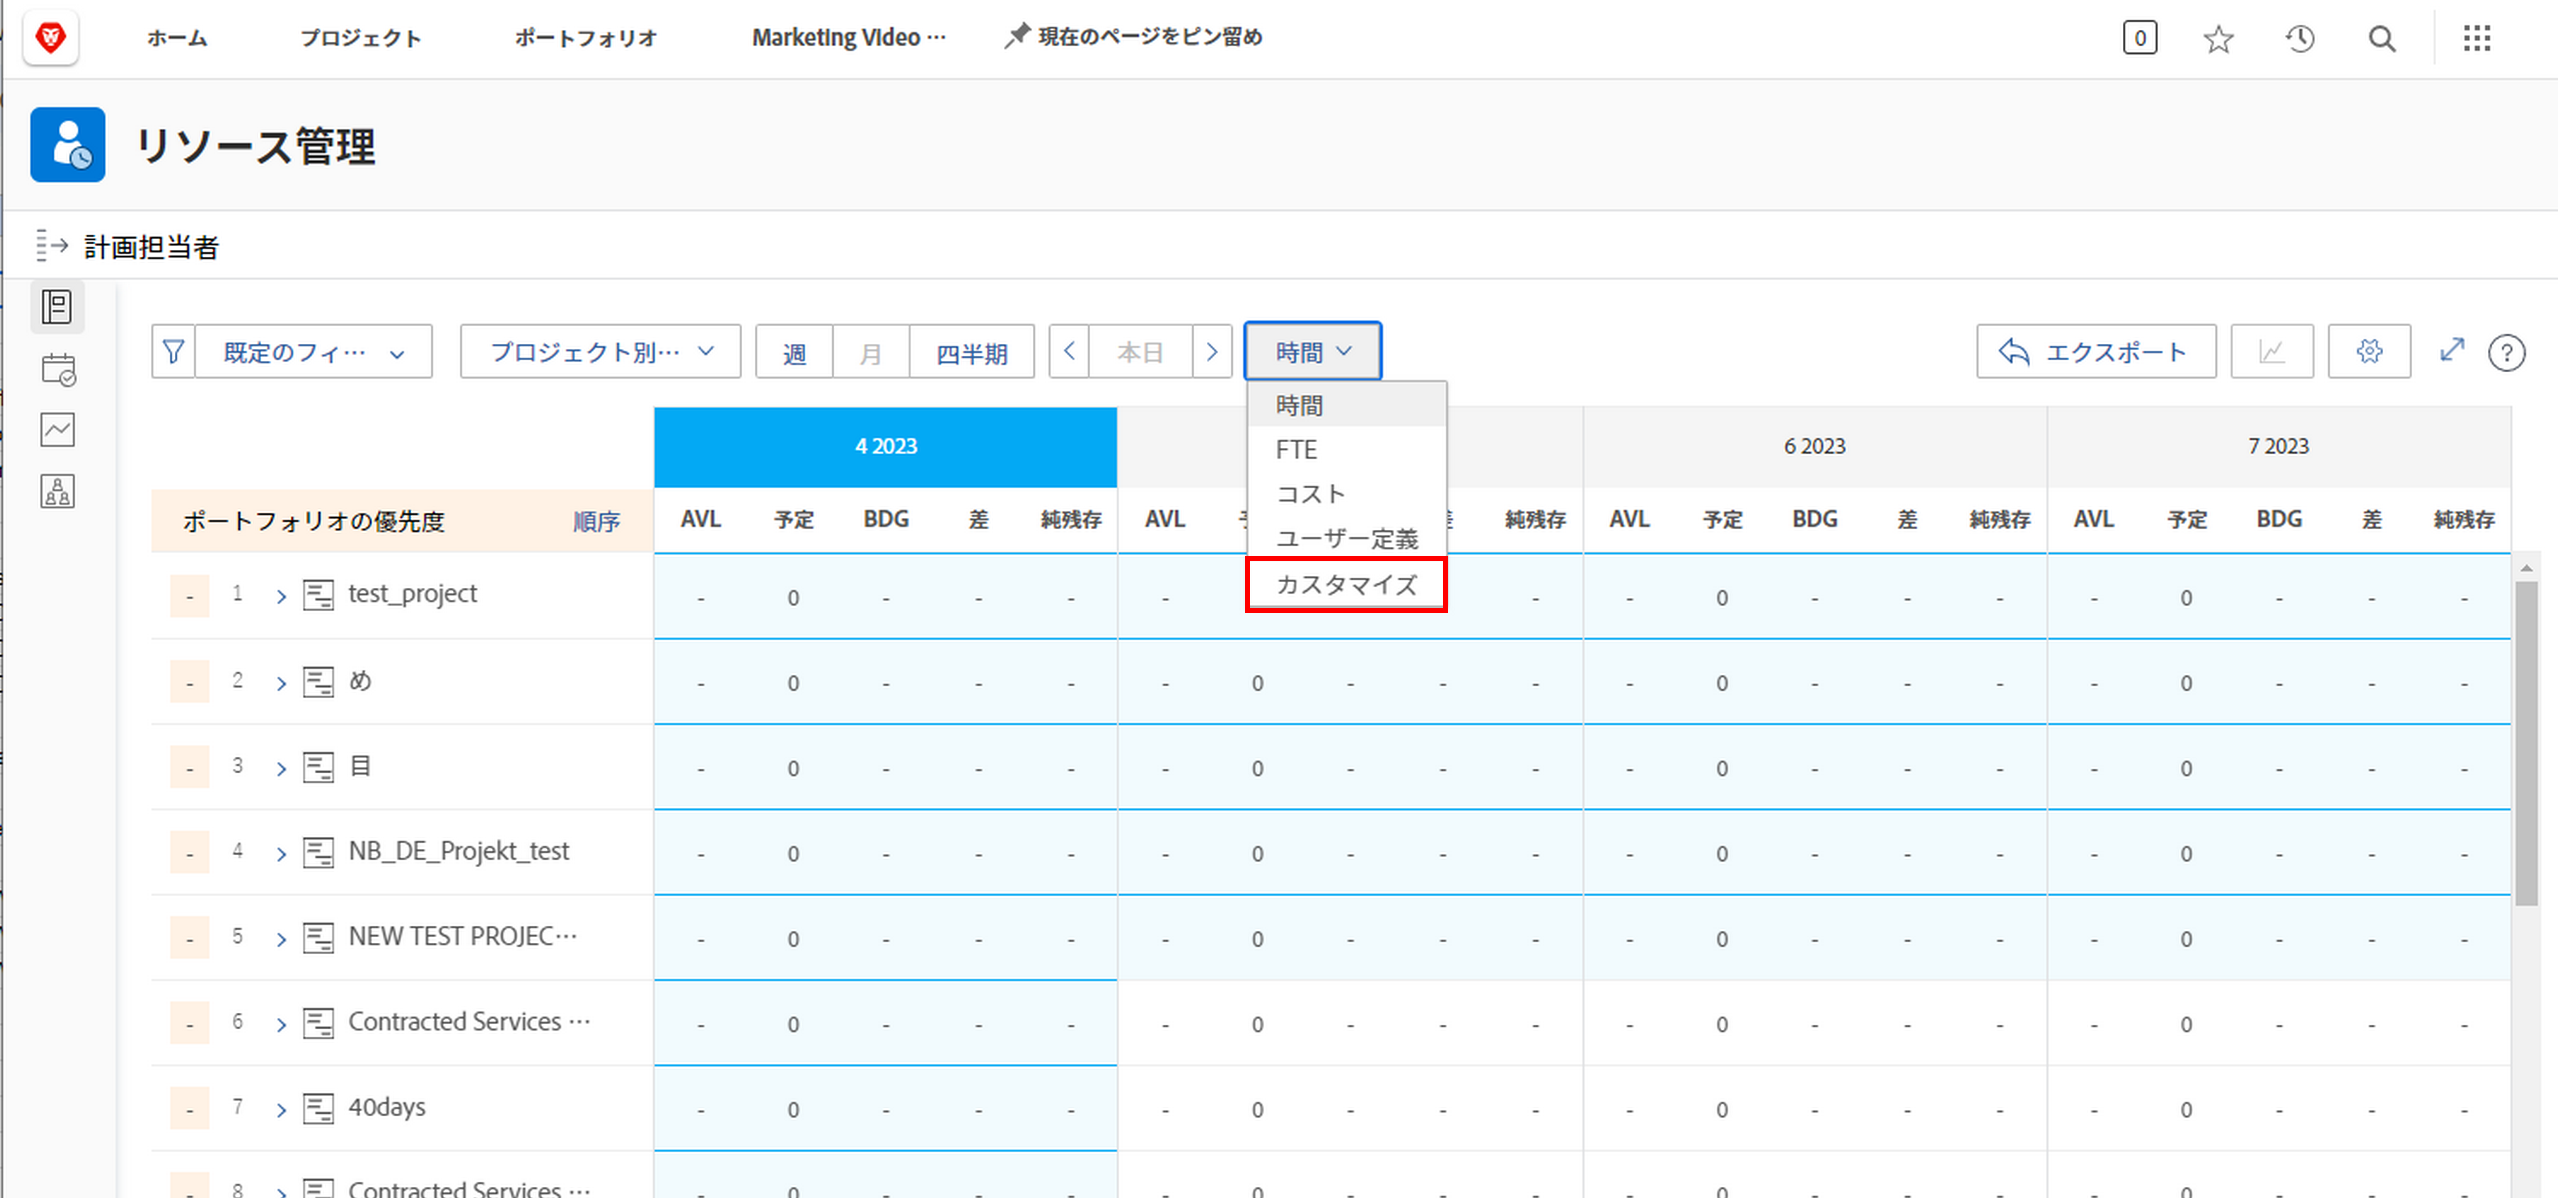 ホーム プロジェクト ポートフォリオ Marketing Video … 現在のページをピン留め 0
リソース管理
計画担当者
既定のフィ… プロジェクト別… 週 月 四半期 本日 時間 エクスポート ?
時間
FTE
コスト
ユーザー定義
カスタマイズ
4 2023 6 2023 7 2023
ポートフォリオの優先度 順序 AVL 予定 BDG 差 純残存 AVL 純残存 AVL 予定 BDG 差 純残存 AVL 予定 BDG 差 純残存
- 1 test_project - 0 - - - - - - 0 - - - - 0 - - -
- 2 め - 0 - - - - 0 - - - - 0 - - - - 0 - - -
- 3 目 - 0 - - - - 0 - - - - 0 - - - - 0 - - -
- 4 NB_DE_Projekt_test - 0 - - - - 0 - - - - 0 - - - - 0 - - -
- 5 NEW TEST PROJEC… - 0 - - - - 0 - - - - 0 - - - - 0 - - -
- 6 Contracted Services … - 0 - - - - 0 - - - - 0 - - - - 0 - - -
- 7 40days - 0 - - - - 0 - - - - 0 - - - - 0 - - -
- 8 Contracted Services … - 0 - - - - 0 - - - - 0 - - - - 0 - - -